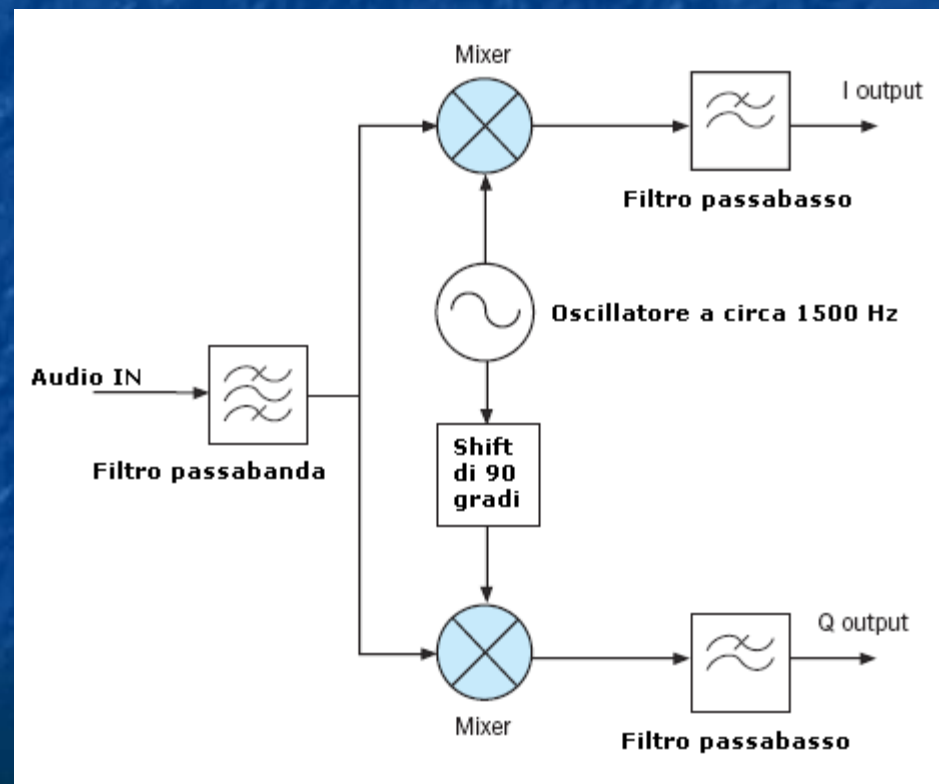 Mixer
I output
Filtro passabasso
Oscillatore a circa 1500 Hz
Audio IN
Filtro passabanda
Shift
di 90
gradi
Q output
Mixer
Filtro passabasso